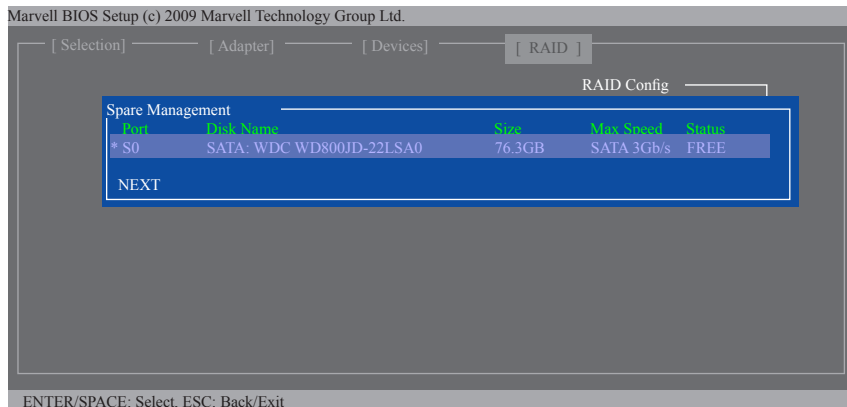 Marvell BIOS Setup (c) 2009 Marvell Technology Group Ltd.
[ Selection] [ Adapter] [ Devices] [ RAID ]
RAID Config
Spare Management
Port Disk Name Size Max Speed Status
* S0 SATA: WDC WD800JD-22LSA0 76.3GB SATA 3Gb/s FREE
NEXT
ENTER/SPACE: Select, ESC: Back/Exit